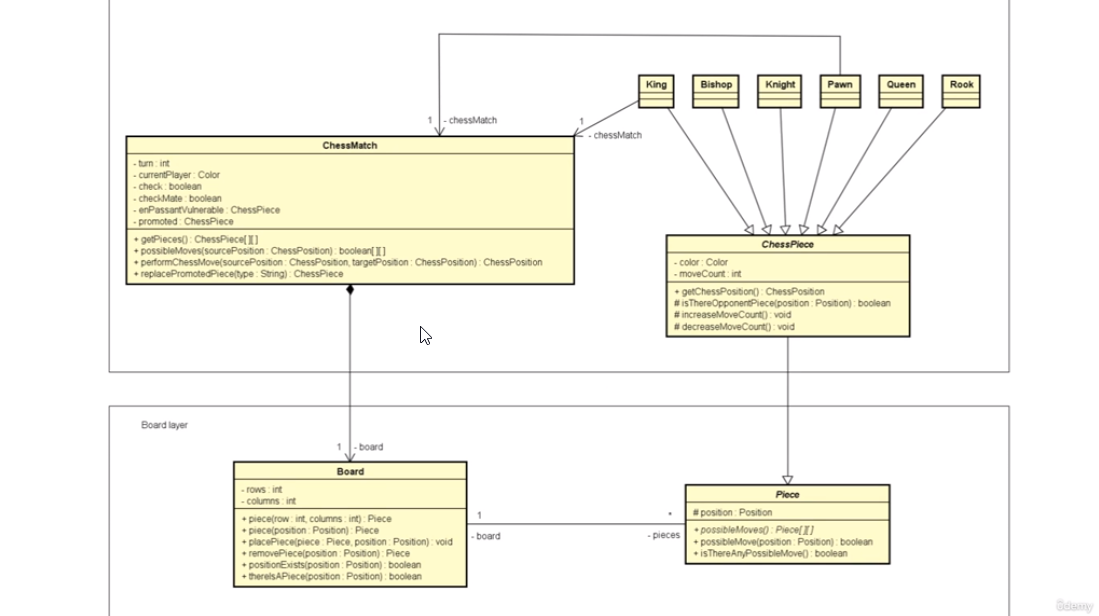 King
Bishop
Knight
Pawn
Queen
Rook
1
- chessMatch
1
- chessMatch
ChessMatch
- turn : int
- currentPlayer : Color
- check : boolean
- checkMate : boolean
- enPassantVulnerable : ChessPiece
- promoted : ChessPiece
+ getPieces() : ChessPiece[ ][ ]
+ possibleMoves(sourcePosition : ChessPosition) : boolean[ ][ ]
+ performChessMove(sourcePosition : ChessPosition, targetPosition : ChessPosition) : ChessPosition
+ replacePromotedPiece(type : String) : ChessPiece
ChessPiece
- color : Color
- moveCount : int
+ getChessPosition() : ChessPosition
# isThereOpponentPiece(position : Position) : boolean
# increaseMoveCount() : void
# decreaseMoveCount() : void
Board layer
1
- board
Board
- rows : int
- columns : int
+ piece(row : int, columns : int) : Piece
+ piece(position : Position) : Piece
+ placePiece(piece : Piece, position : Position) : void
+ removePiece(position : Position) : Piece
+ positionExists(position : Position) : boolean
+ thereIsAPiece(position : Position) : boolean
1
- board
*
- pieces
Piece
# position : Position
+ possibleMoves() : Piece[ ][ ]
+ possibleMove(position : Position) : boolean
+ isThereAnyPossibleMove() : boolean
ûdemy